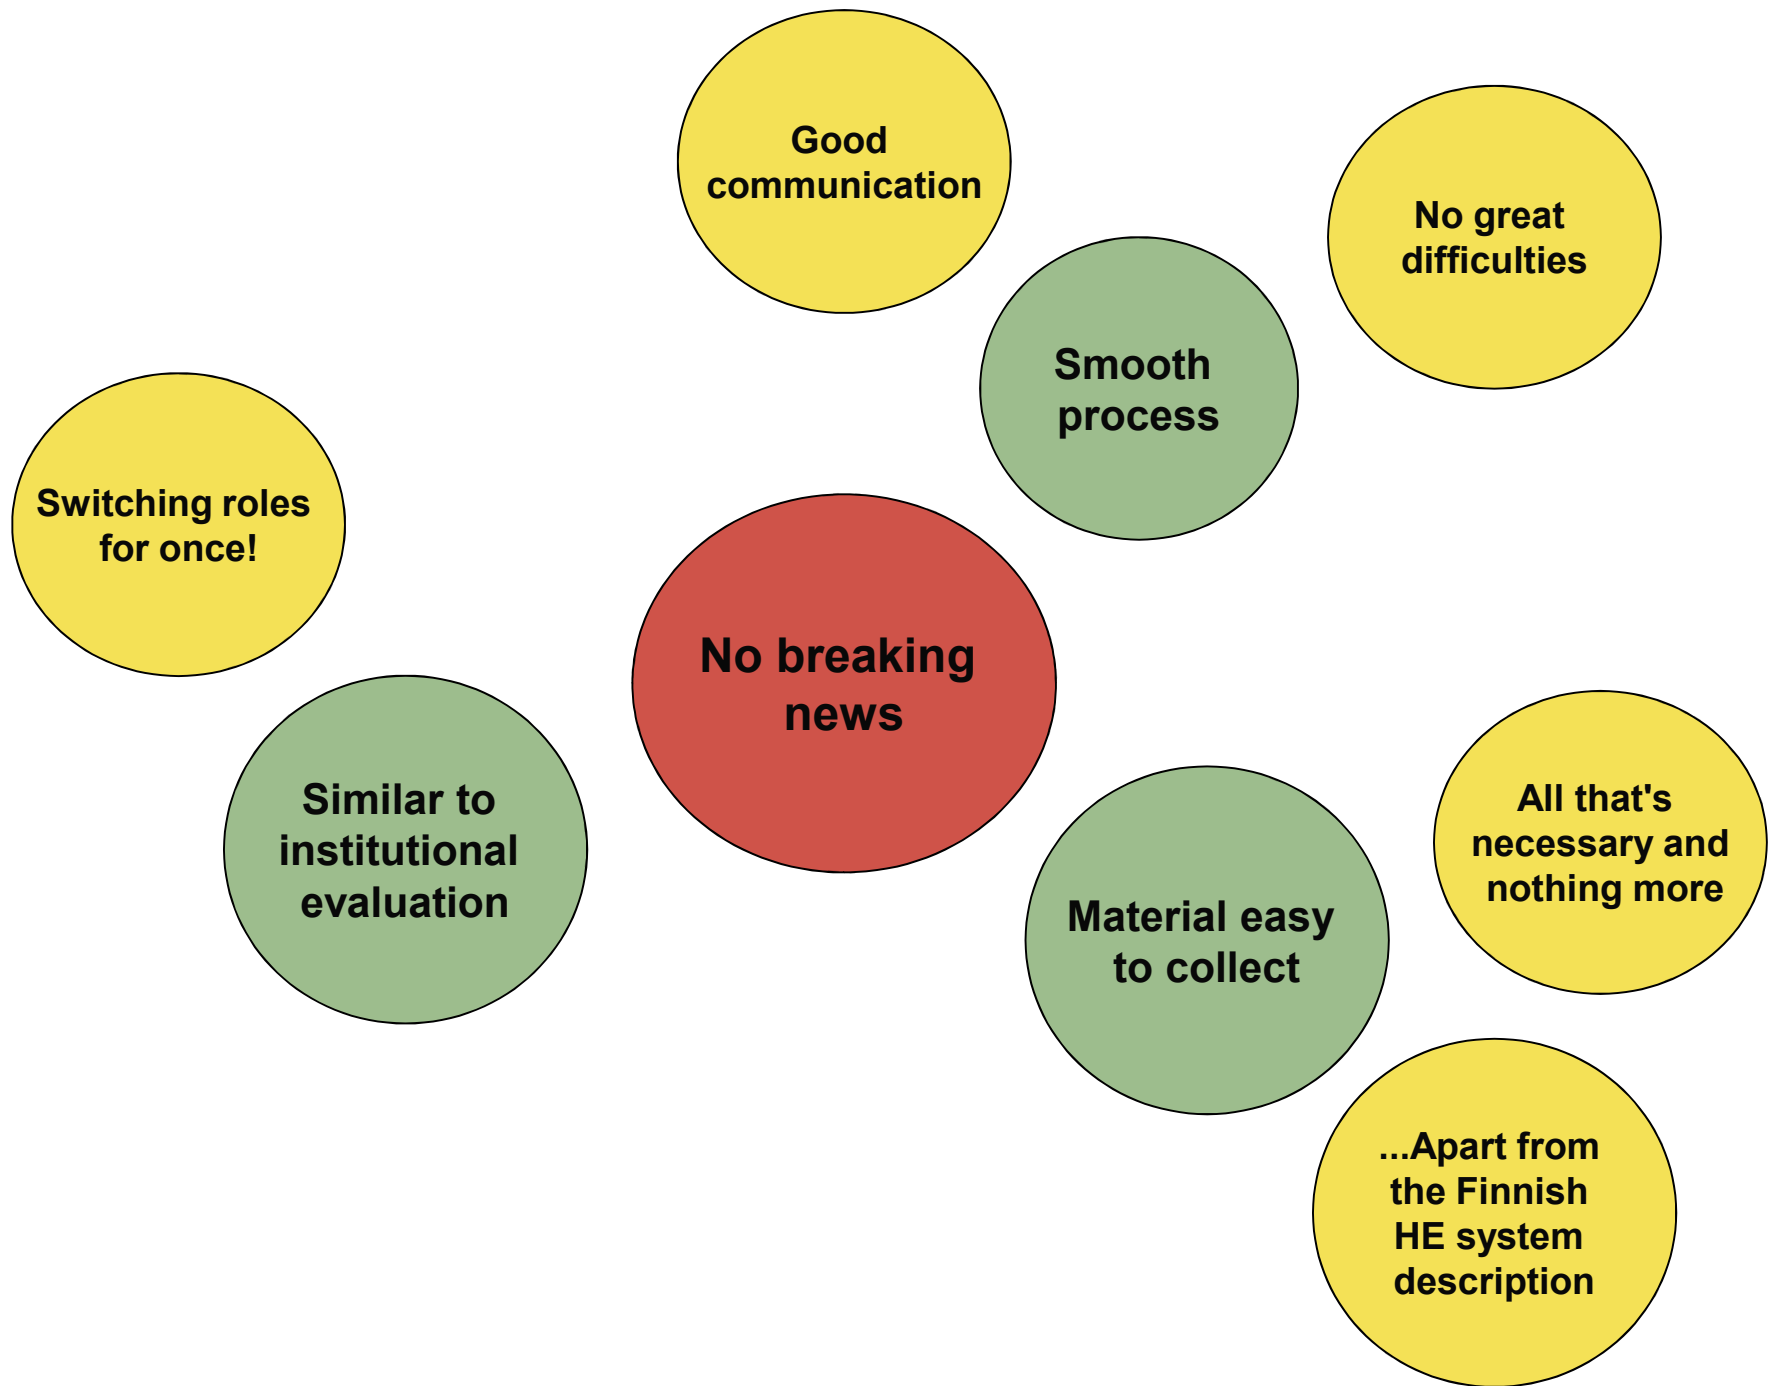 Good
communication
No great
difficulties
Smooth
process
Switching roles
for once!
No breaking
news
Similar to
institutional
evaluation
All that's
necessary and
nothing more
Material easy
to collect
...Apart from
the Finnish
HE system
description